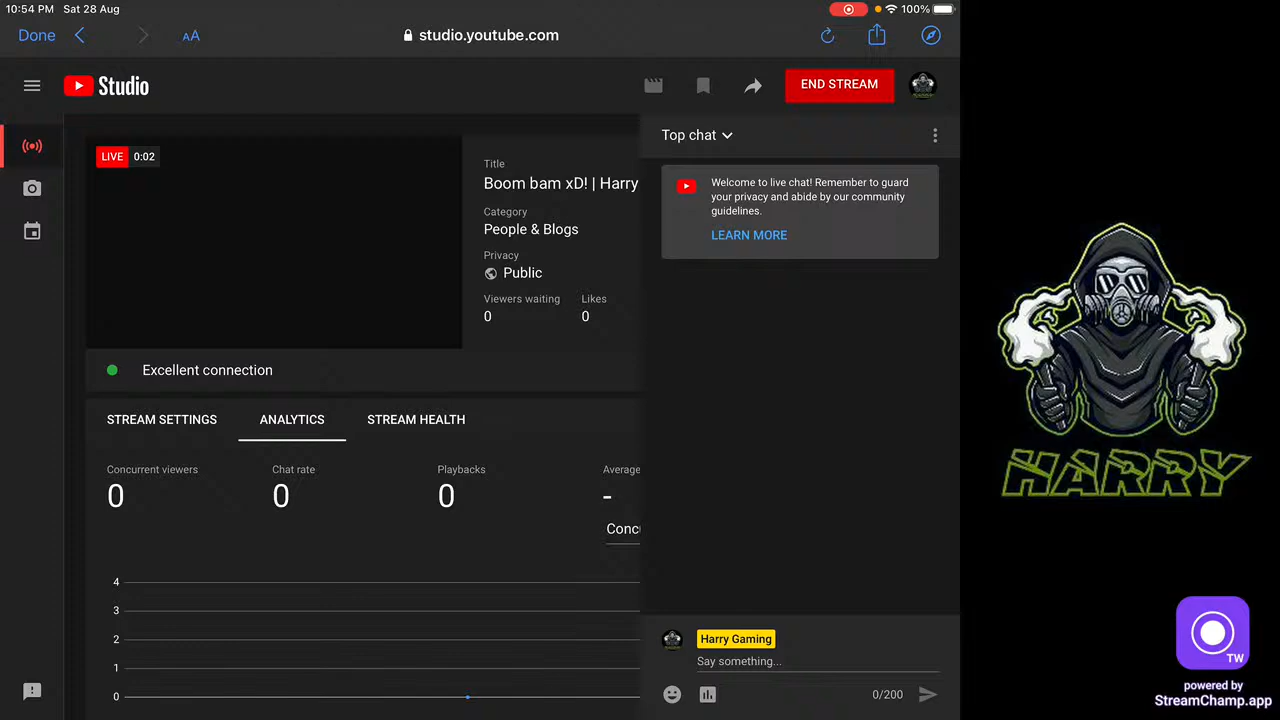 10:54 PM Sat 28 Aug
100%
Done
AA
studio.youtube.com
Studio
END STREAM
LIVE 0:02
Title
Boom bam xD! | Harry
Category
People & Blogs
Privacy
Public
Viewers waiting Likes
0 0
Excellent connection
STREAM SETTINGS ANALYTICS STREAM HEALTH
Concurrent viewers Chat rate Playbacks Average
0 0 0 -
Conc
4
3
2
1
0
Top chat
Welcome to live chat! Remember to guard
your privacy and abide by our community
guidelines.
LEARN MORE
Harry Gaming
Say something...
0/200
HARRY
TW
powered by
StreamChamp.app